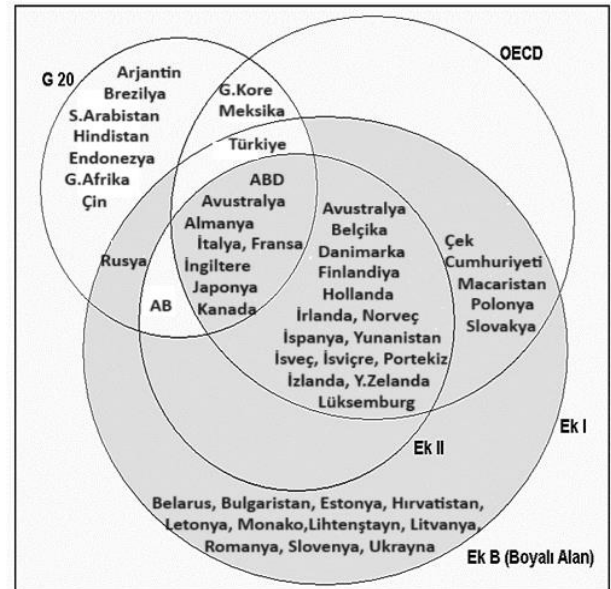 G 20
Arjantin
Brezilya
S.Arabistan
Hindistan
Endonezya
G.Afrika
Çin
G.Kore
Meksika
Türkiye
OECD
Rusya
AB
ABD
Avustralya
Almanya
İtalya, Fransa
İngiltere
Japonya
Kanada
Avustralya
Belçika
Danimarka
Finlandiya
Hollanda
İrlanda, Norveç
İspanya, Yunanistan
İsveç, İsviçre, Portekiz
İzlanda, Y.Zelanda
Lüksemburg
Çek
Cumhuriyeti
Macaristan
Polonya
Slovakya
Ek I
Ek II
Belarus, Bulgaristan, Estonya, Hırvatistan,
Letonya, Monako,Lihtenştayn, Litvanya,
Romanya, Slovenya, Ukrayna
Ek B (Boyalı Alan)